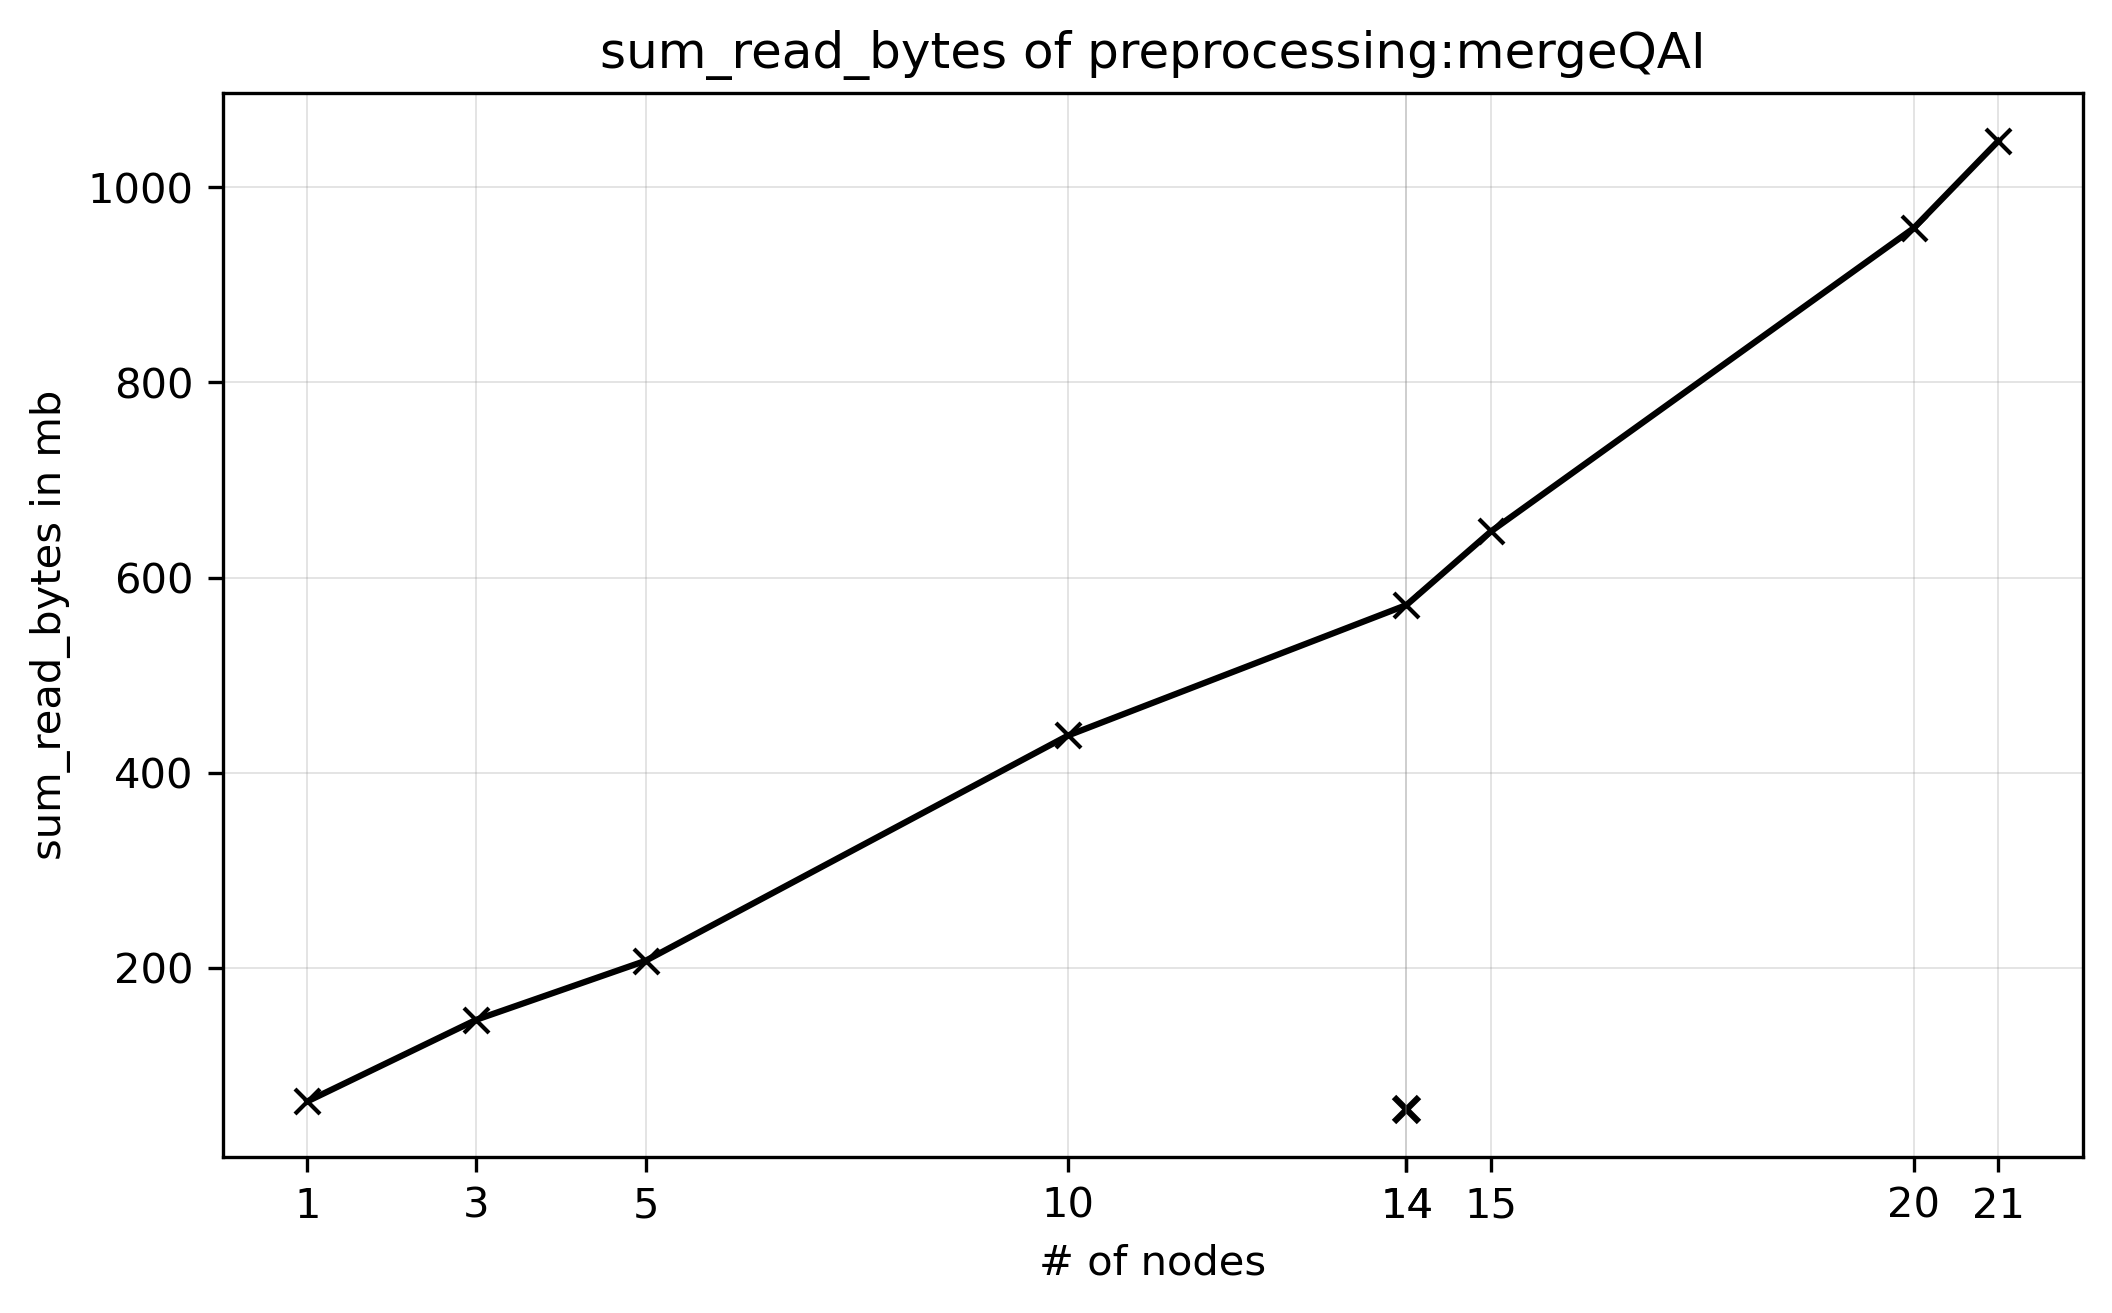 sum_read_bytes of preprocessing:mergeQAI
sum_read_bytes in mb
1000
800
600
400
200
1 3 5 10 14 15 20 21
# of nodes